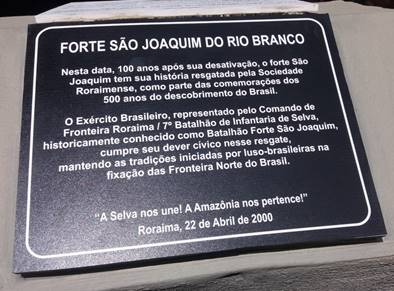 FORTE SÃO JOAQUIM DO RIO BRANCO
Nesta data, 100 anos após sua desativação, o forte São
Joaquim tem sua história resgatada pela Sociedade
Roraimense, como parte das comemorações dos
500 anos do descobrimento do Brasil.
O Exército Brasileiro, representado pelo Comando de
Fronteira Roraima / 7º Batalhão de Infantaria de Selva,
historicamente conhecido como Batalhão Forte São Joaquim,
cumpre seu dever cívico nesse resgate,
mantendo as tradições iniciadas por luso-brasileiras na
fixação das Fronteira Norte do Brasil.
"A Selva nos une! A Amazônia nos pertence!"
Roraima, 22 de Abril de 2000